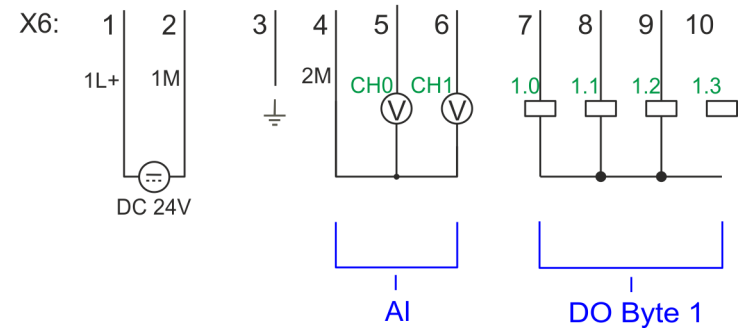 X6: 1 2 3 4 5 6 7 8 9 10
1L+ 1M 2M CH0 CH1 1.0 1.1 1.2 1.3
V V
DC 24V
AI DO Byte 1